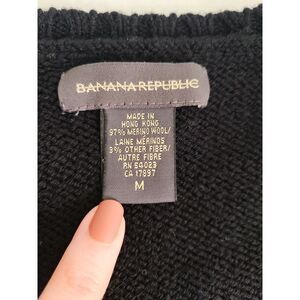 BANANA REPUBLIC
MADE IN
HONG KONG
97% MERINO WOOL/
LAINE MERINOS
3% OTHER FIBER/
AUTRE FIBRE
RN 54023
CA 17897
M